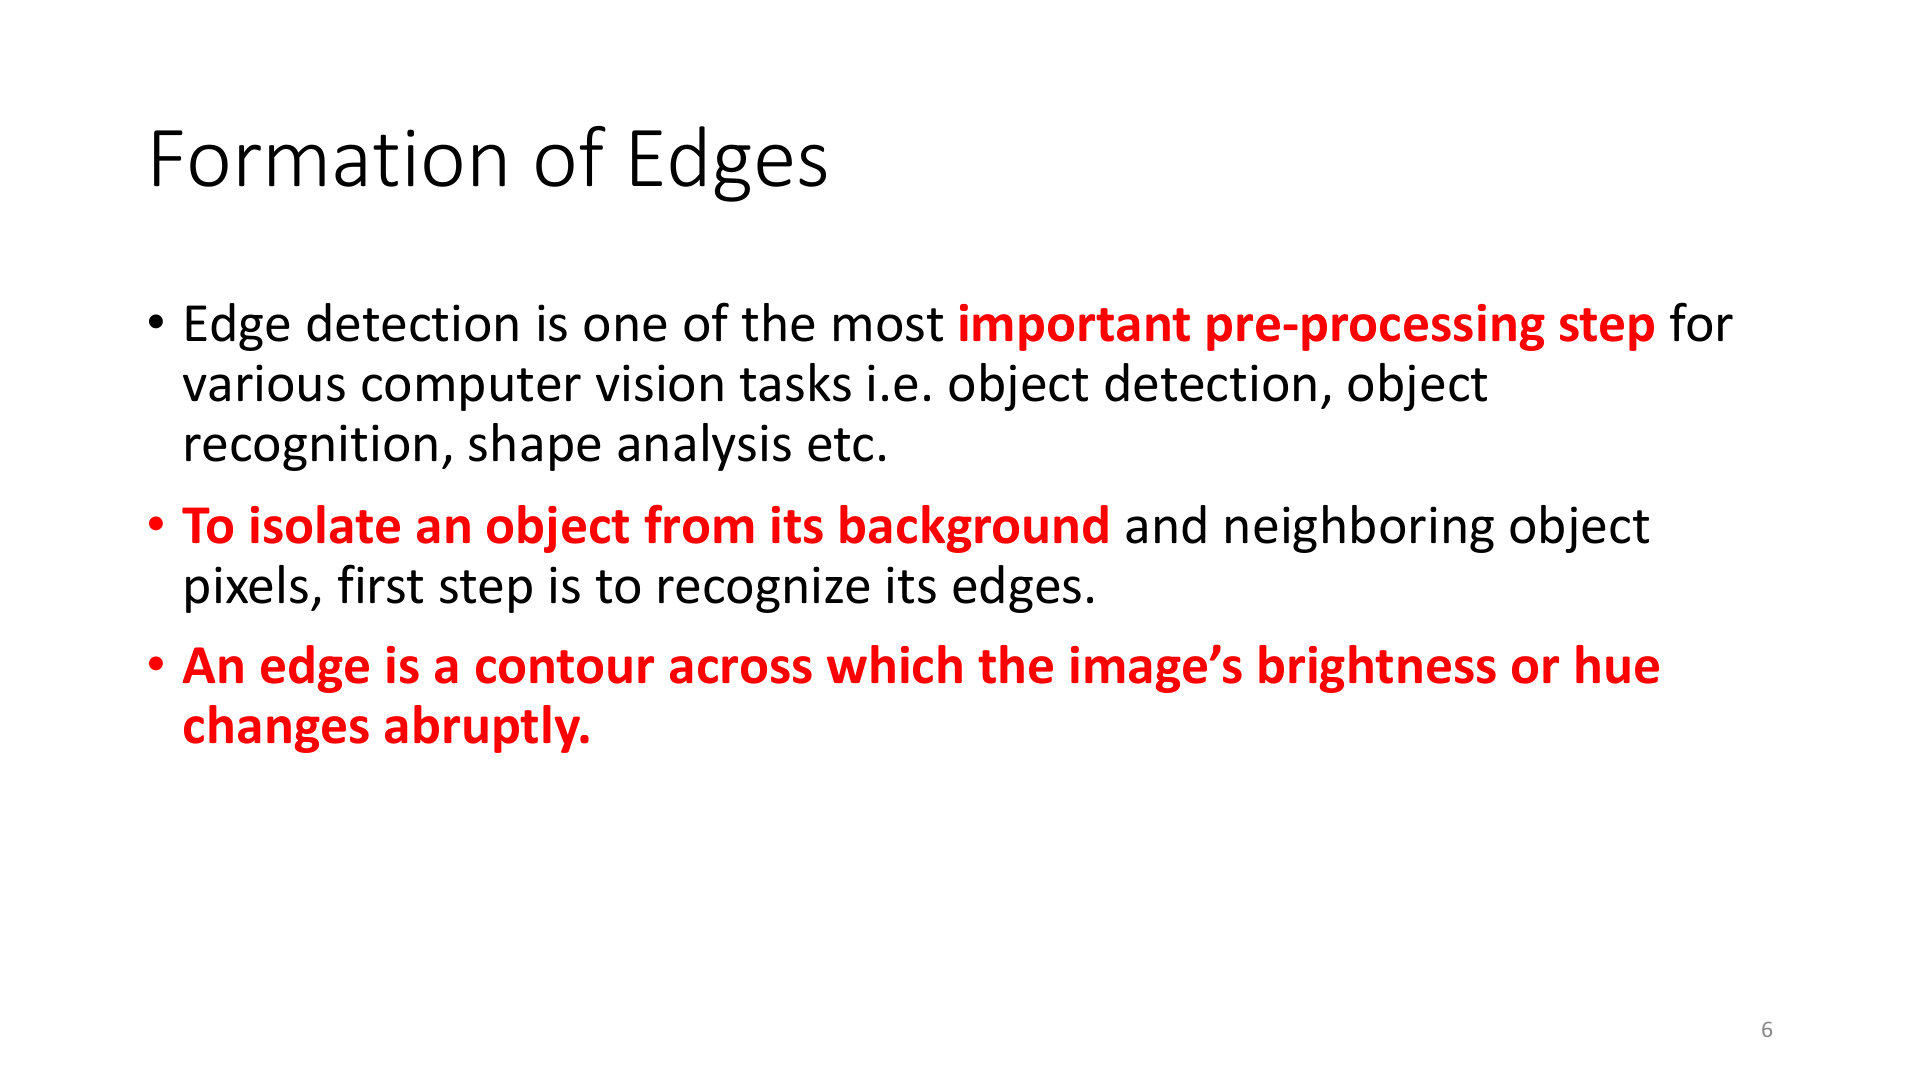 Formation of Edges
• Edge detection is one of the most important pre-processing step for
various computer vision tasks i.e. object detection, object
recognition, shape analysis etc.
• To isolate an object from its background and neighboring object
pixels, first step is to recognize its edges.
• An edge is a contour across which the image’s brightness or hue
changes abruptly.
6